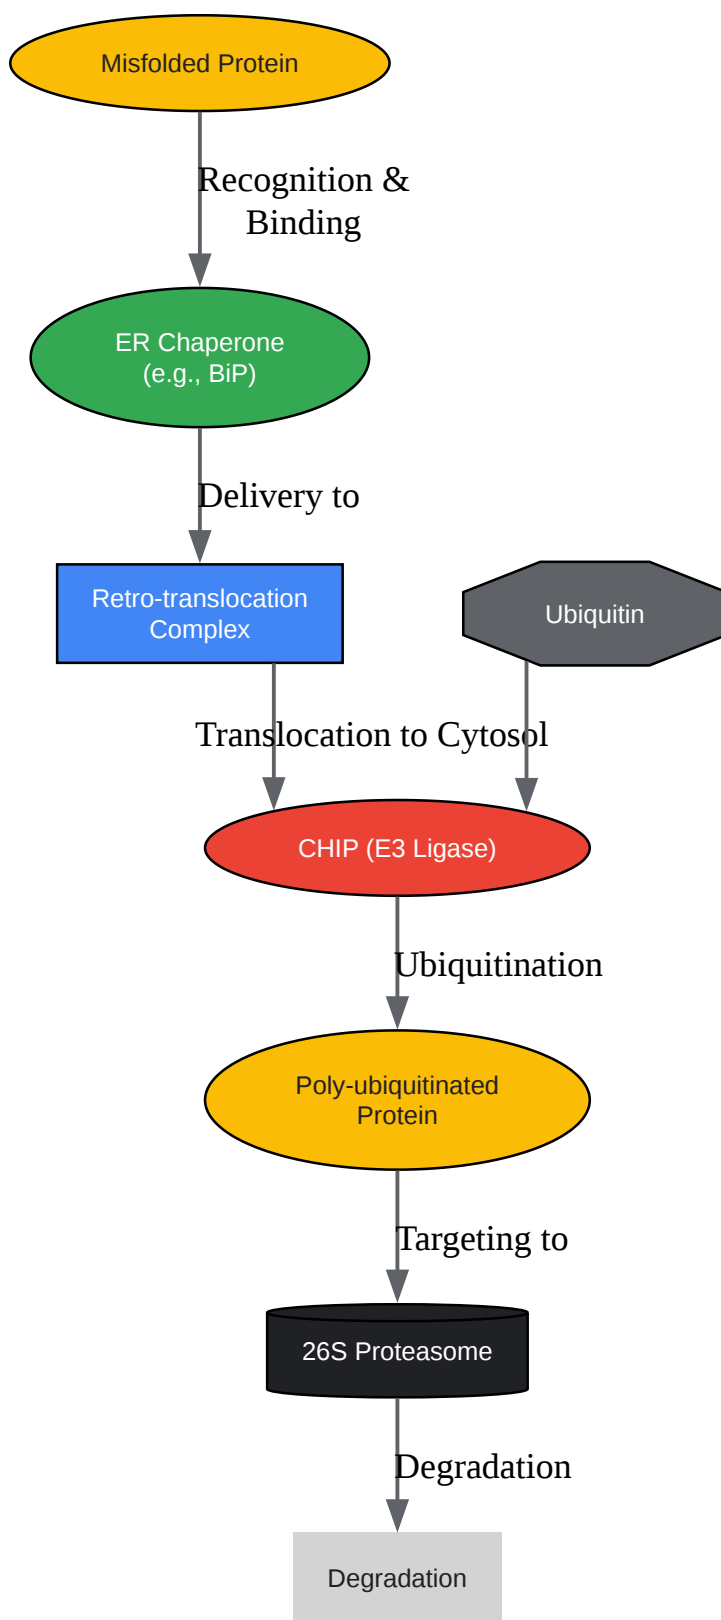 Misfolded Protein
Recognition &
Binding
ER Chaperone
(e.g., BiP)
Delivery to
Retro-translocation
Complex
Ubiquitin
Translocation to Cytosol
CHIP (E3 Ligase)
Ubiquitination
Poly-ubiquitinated
Protein
Targeting to
26S Proteasome
Degradation
Degradation